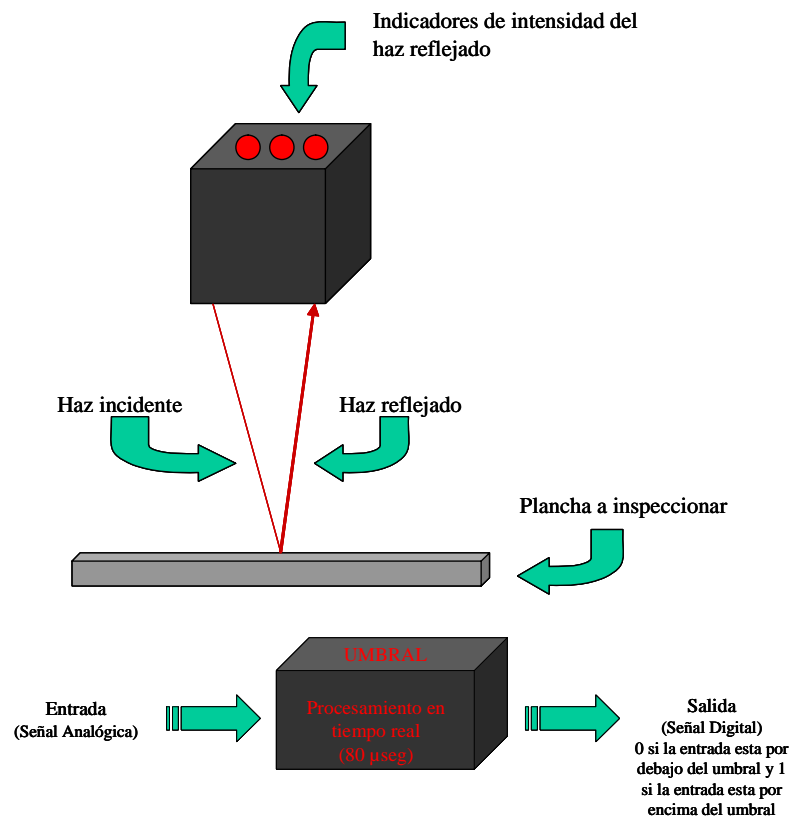 Indicadores de intensidad del
haz reflejado
Haz incidente
Haz reflejado
Plancha a inspeccionar
UMBRAL
Procesamiento en
tiempo real
(80 µseg)
Entrada
(Señal Analógica)
Salida
(Señal Digital)
0 si la entrada esta por
debajo del umbral y 1
si la entrada esta por
encima del umbral